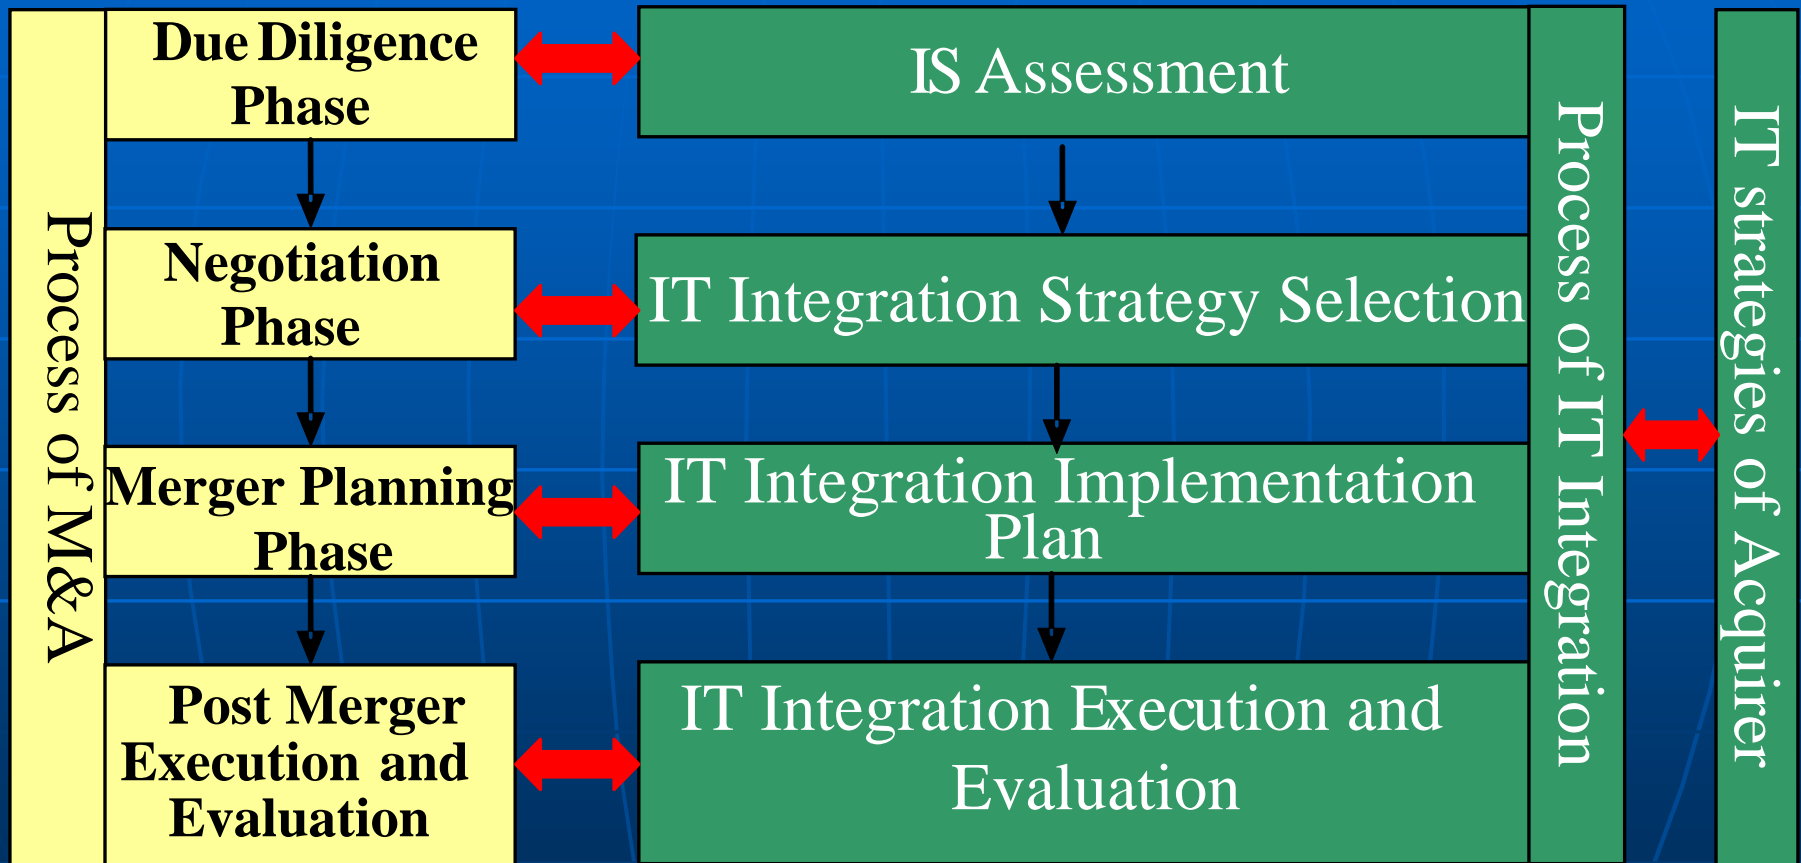 Process of M&A
Due Diligence
Phase
IS Assessment
Negotiation
Phase
IT Integration Strategy Selection
Merger Planning
Phase
IT Integration Implementation
Plan
Post Merger
Execution and
Evaluation
IT Integration Execution and
Evaluation
Process of IT Integration
IT strategies of Acquirer